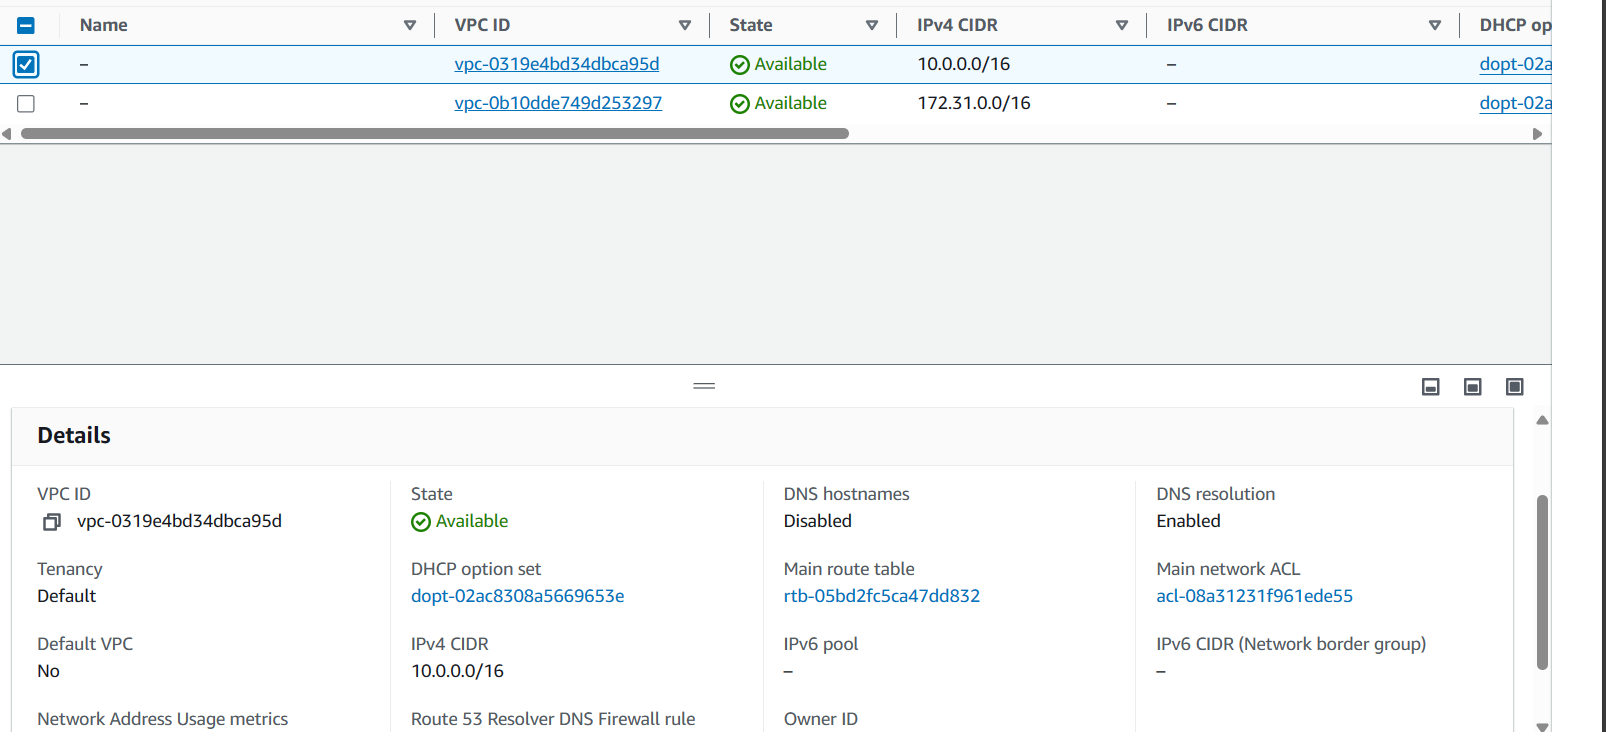 Name VPC ID State IPv4 CIDR IPv6 CIDR DHCP op
– vpc-0319e4bd34dbca95d Available 10.0.0.0/16 – dopt-02a
– vpc-0b10dde749d253297 Available 172.31.0.0/16 – dopt-02a
Details
VPC ID State DNS hostnames DNS resolution
vpc-0319e4bd34dbca95d Available Disabled Enabled
Tenancy DHCP option set Main route table Main network ACL
Default dopt-02ac8308a5669653e rtb-05bd2fc5ca47dd832 acl-08a31231f961ede55
Default VPC IPv4 CIDR IPv6 pool IPv6 CIDR (Network border group)
No 10.0.0.0/16 – –
Network Address Usage metrics Route 53 Resolver DNS Firewall rule Owner ID